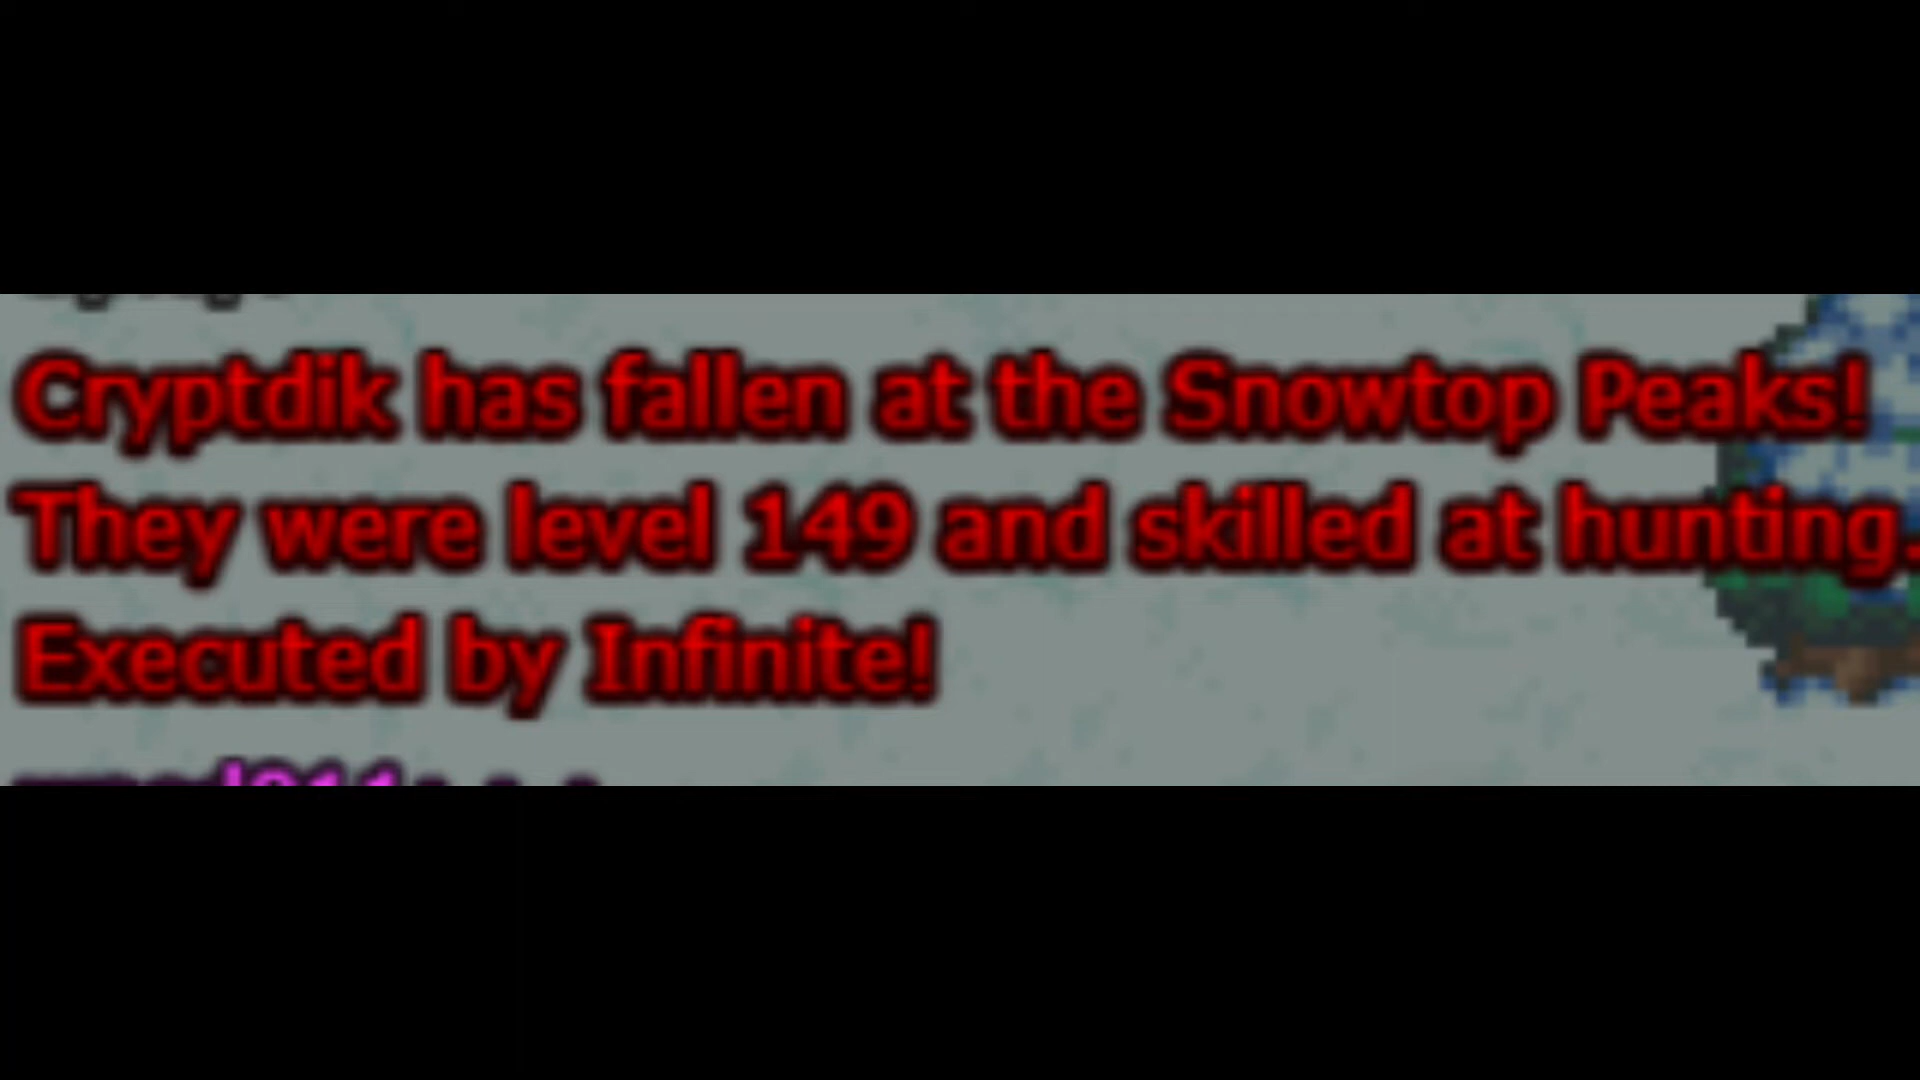 Cryptdik has fallen at the Snowtop Peaks!
They were level 149 and skilled at hunting.
Executed by Infinite!